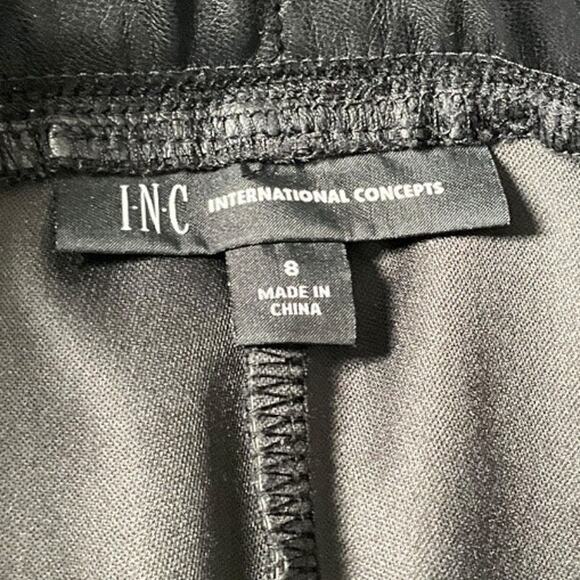 I·N·C INTERNATIONAL CONCEPTS
8
MADE IN
CHINA